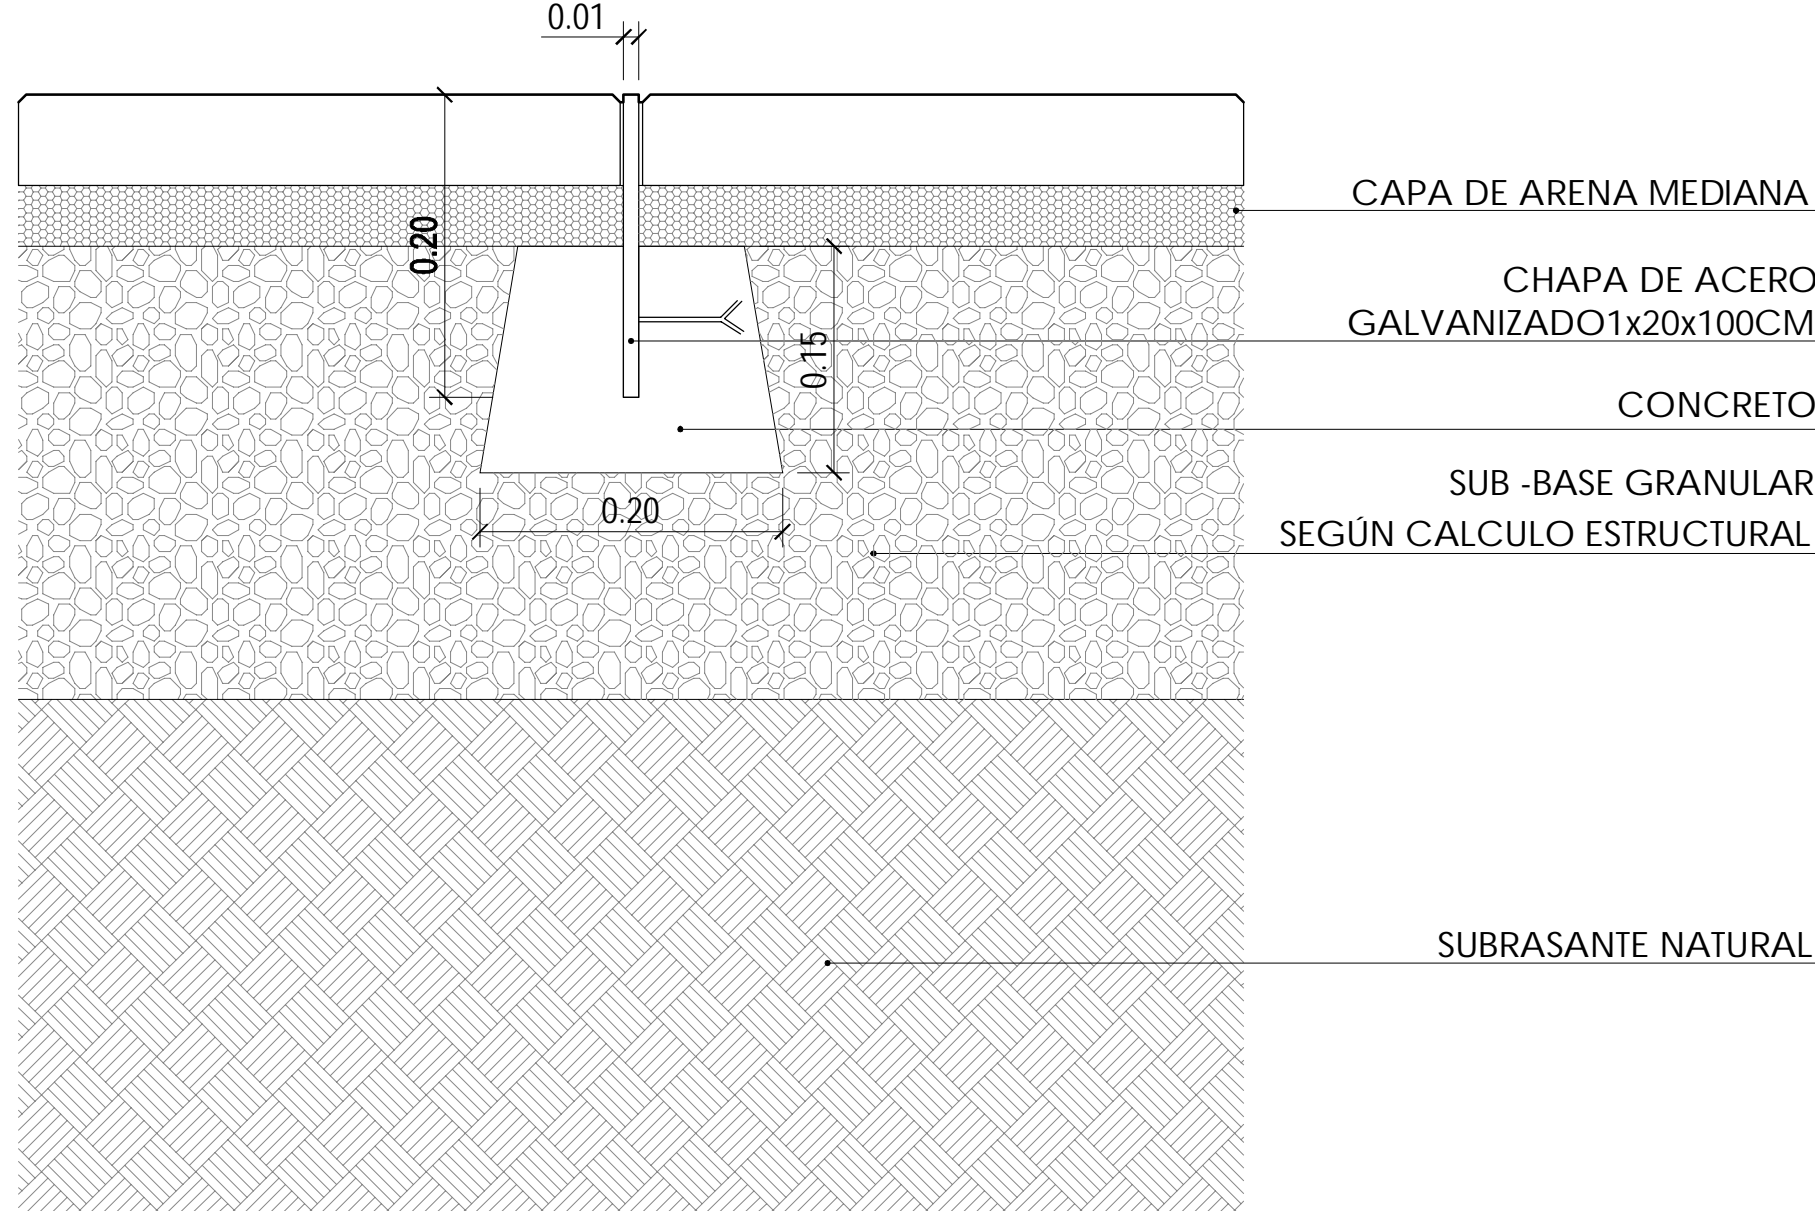 0.01
CAPA DE ARENA MEDIANA
0.20
CHAPA DE ACERO
GALVANIZADO1x20x100CM
0.15
CONCRETO
SUB -BASE GRANULAR
0.20
SEGÚN CALCULO ESTRUCTURAL
SUBRASANTE NATURAL